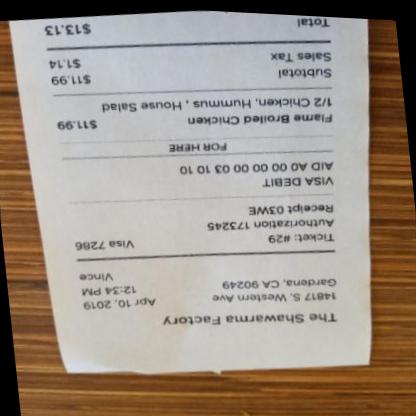 The Shawarma Factory
14817 S. Western Ave Apr 10, 2019
Gardena, CA 90249 12:34 PM
Vince
Ticket: #29 Visa 7286
Authorization 173245
Receipt 03WE
VISA DEBIT
AID A0 00 00 00 03 10 10
FOR HERE
Flame Broiled Chicken $11.99
1/2 Chicken, Hummus , House Salad
Subtotal $11.99
Sales Tax $1.14
Total $13.13